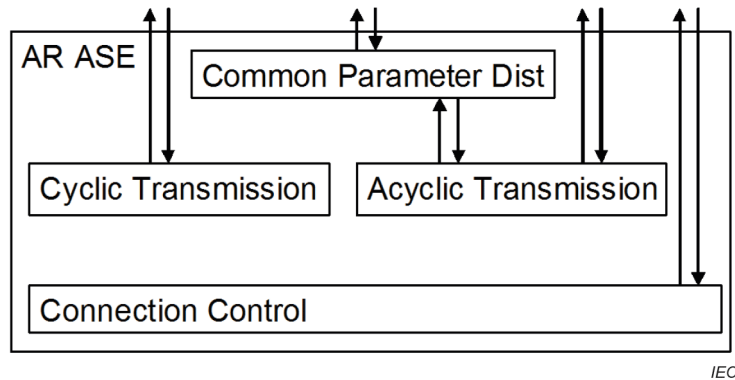 AR ASE
Common Parameter Dist
Cyclic Transmission
Acyclic Transmission
Connection Control
IEC